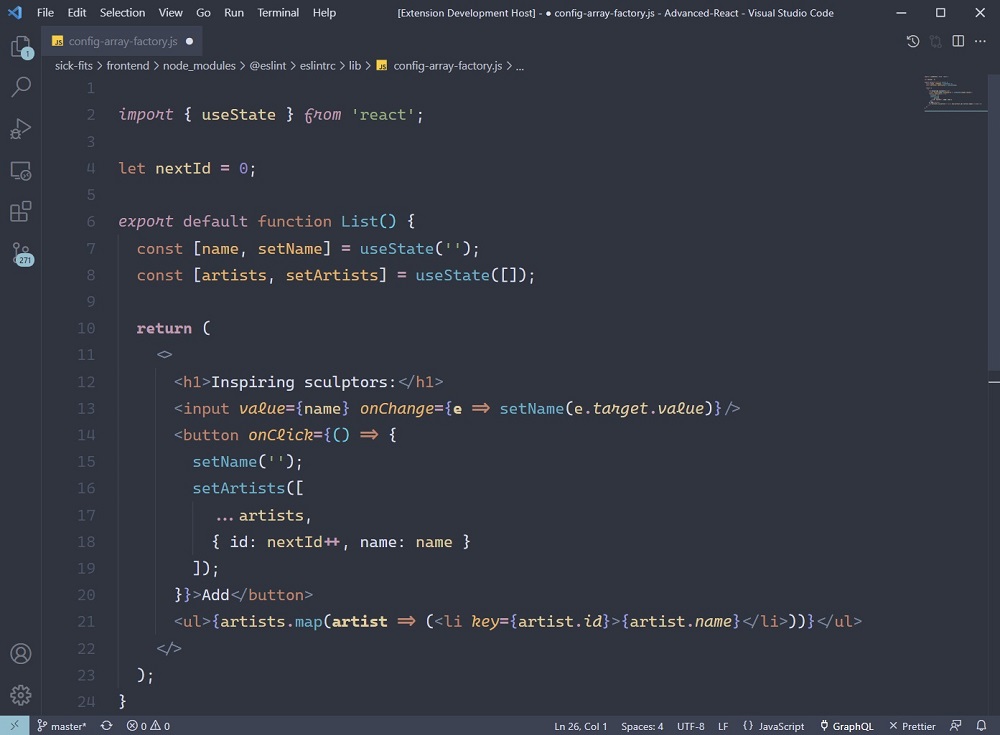 File Edit Selection View Go Run Terminal Help [Extension Development Host] - ● config-array-factory.js - Advanced-React - Visual Studio Code
JS config-array-factory.js ●
sick-fits > frontend > node_modules > @eslint > eslintrc > lib > JS config-array-factory.js > ...
1
2 import { useState } from 'react';
3
4 let nextId = 0;
5
6 export default function List() {
7 const [name, setName] = useState('');
8 const [artists, setArtists] = useState([]);
9
10 return (
11 <>
12 <h1>Inspiring sculptors:</h1>
13 <input value={name} onChange={e => setName(e.target.value)}/>
14 <button onClick={() => {
15 setName('');
16 setArtists([
17 ...artists,
18 { id: nextId++, name: name }
19 ]);
20 }}>Add</button>
21 <ul>{artists.map(artist => (<li key={artist.id}>{artist.name}</li>))}</ul>
22 </>
23 );
24 }
1
271
master* 0 0 Ln 26, Col 1 Spaces: 4 UTF-8 LF {} JavaScript GraphQL Prettier